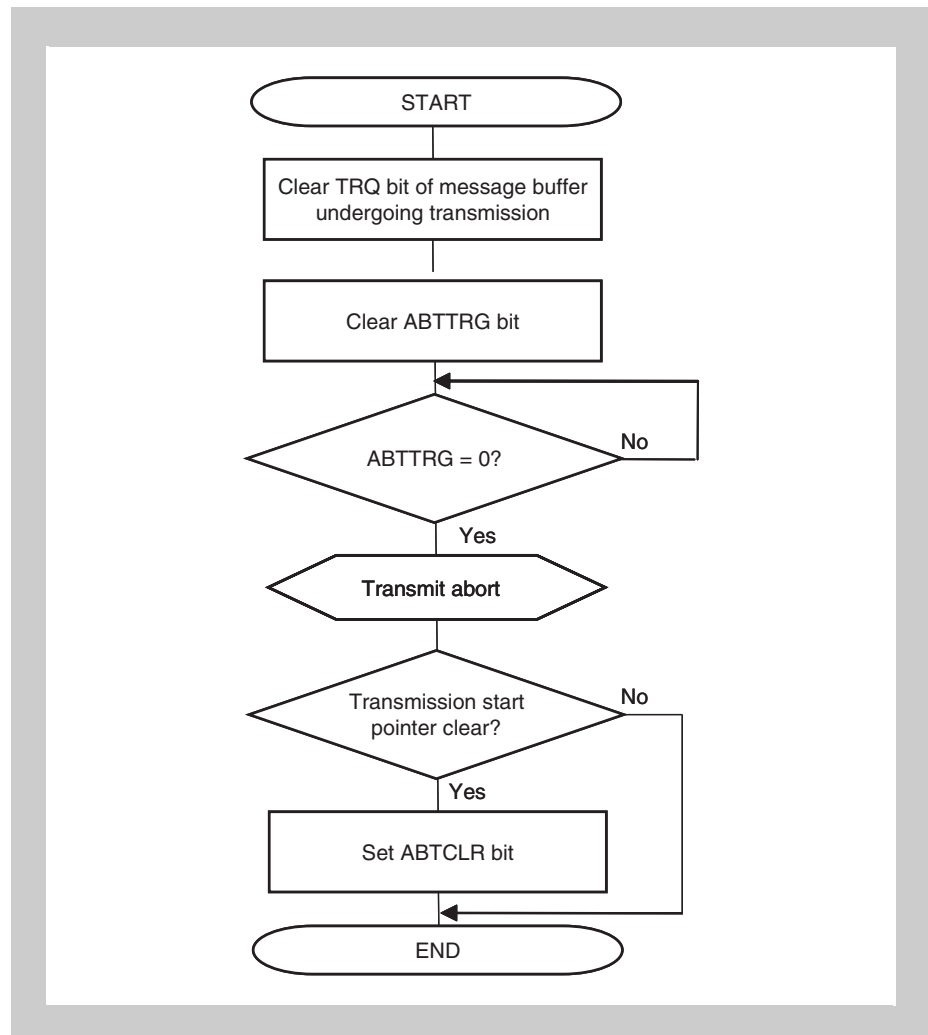 START
Clear TRQ bit of message buffer
undergoing transmission
Clear ABTTRG bit
ABTTRG = 0?
No
Yes
Transmit abort
Transmission start
pointer clear?
No
Yes
Set ABTCLR bit
END